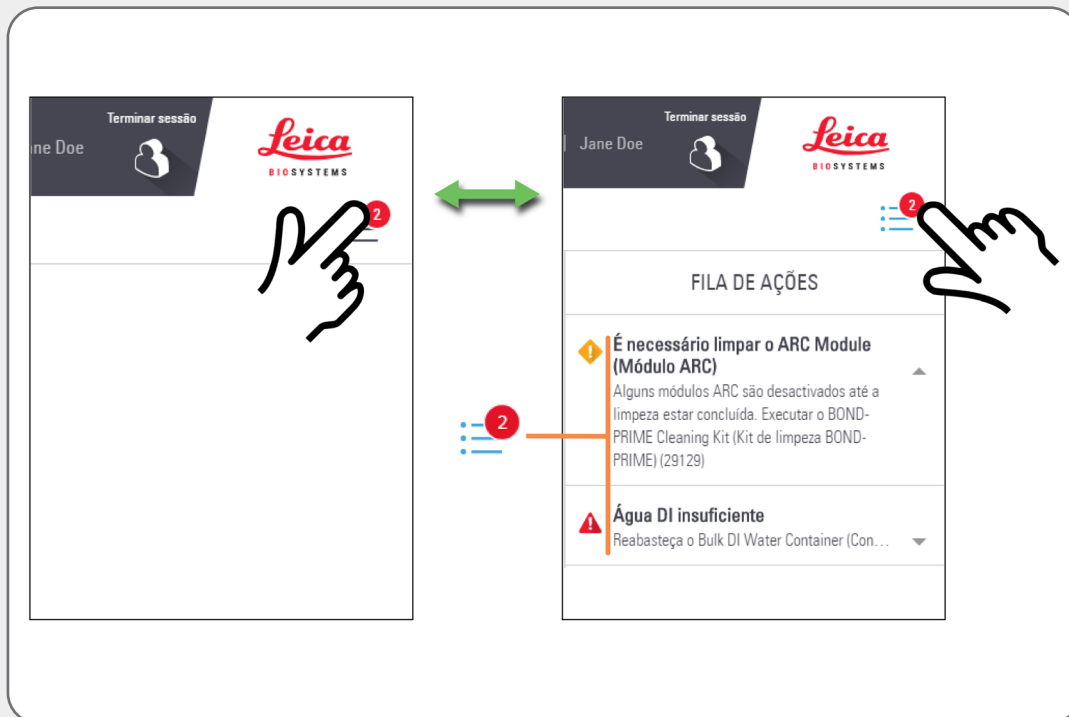 Terminar sessão
ne Doe
Leica
BIOSYSTEMS
2
2
Terminar sessão
Jane Doe
Leica
BIOSYSTEMS
2
FILA DE AÇÕES
É necessário limpar o ARC Module
(Módulo ARC)
Alguns módulos ARC são desactivados até a
limpeza estar concluída. Executar o BOND-
PRIME Cleaning Kit (Kit de limpeza BOND-
PRIME) (29129)
Água DI insuficiente
Reabasteça o Bulk DI Water Container (Con...